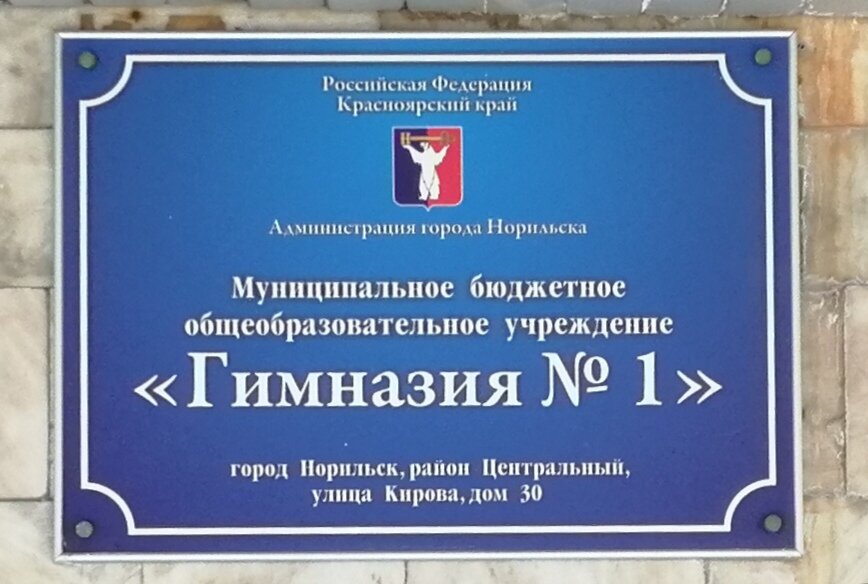 Российская Федерация
Красноярский край
Администрация города Норильска
Муниципальное бюджетное
общеобразовательное учреждение
«Гимназия № 1»
город Норильск, район Центральный,
улица Кирова, дом 30